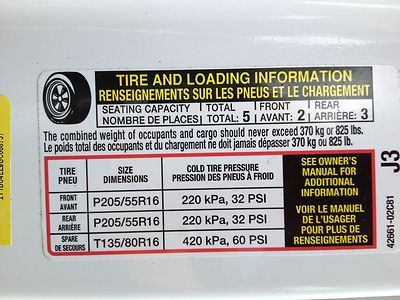 TIRE AND LOADING INFORMATION
RENSEIGNEMENTS SUR LES PNEUS ET LE CHARGEMENT
SEATING CAPACITY TOTAL FRONT REAR
NOMBRE DE PLACES TOTAL: 5 AVANT: 2 ARRIÈRE: 3
The combined weight of occupants and cargo should never exceed 370 kg or 825 lbs.
Le poids total des occupants et du chargement ne doit jamais dépasser 370 kg ou 825 lb.
TIRE SIZE COLD TIRE PRESSURE
PNEU DIMENSIONS PRESSION DES PNEUS À FROID
FRONT
AVANT P205/55R16 220 kPa, 32 PSI
REAR
ARRIÈRE P205/55R16 220 kPa, 32 PSI
SPARE
DE SECOURS T135/80R16 420 kPa, 60 PSI
SEE OWNER'S
MANUAL FOR
ADDITIONAL
INFORMATION
VOIR LE MANUEL
DE L'USAGER
POUR PLUS DE
RENSEIGNEMENTS
J3
42661-02C81